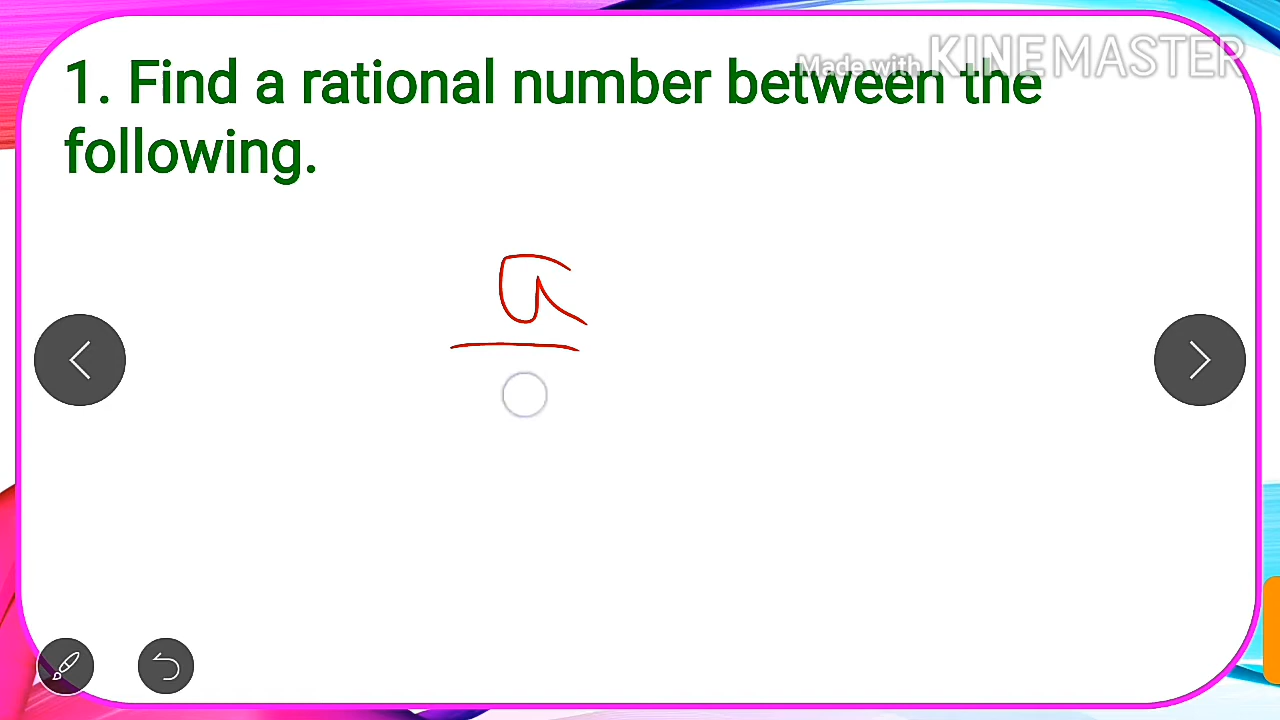 Made with KINEMASTER
1. Find a rational number between the
following.
a